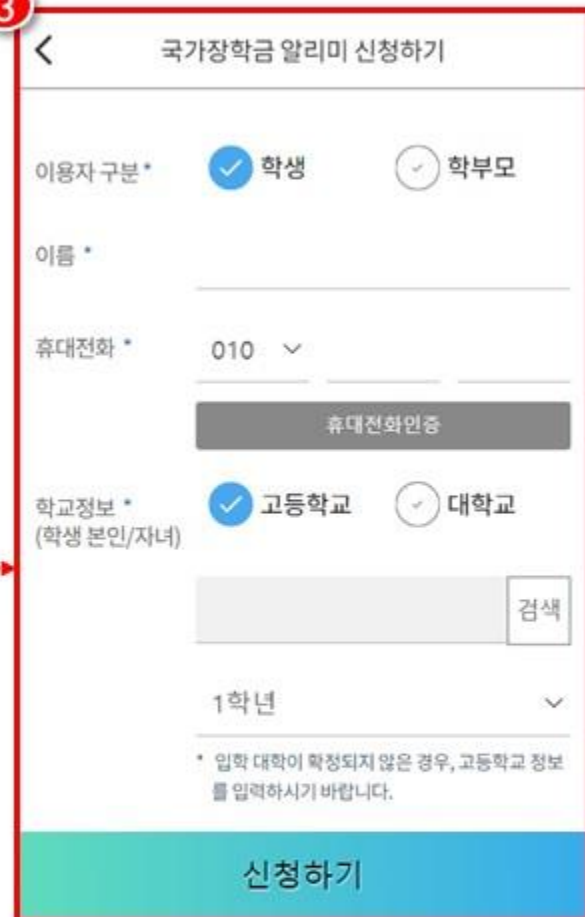 3
국가장학금 알리미 신청하기
이용자 구분 * 학생 학부모
이름 *
휴대전화 * 010
휴대전화인증
학교정보 * 고등학교 대학교
(학생 본인/자녀)
검색
1학년
* 입학 대학이 확정되지 않은 경우, 고등학교 정보
를 입력하시기 바랍니다.
신청하기